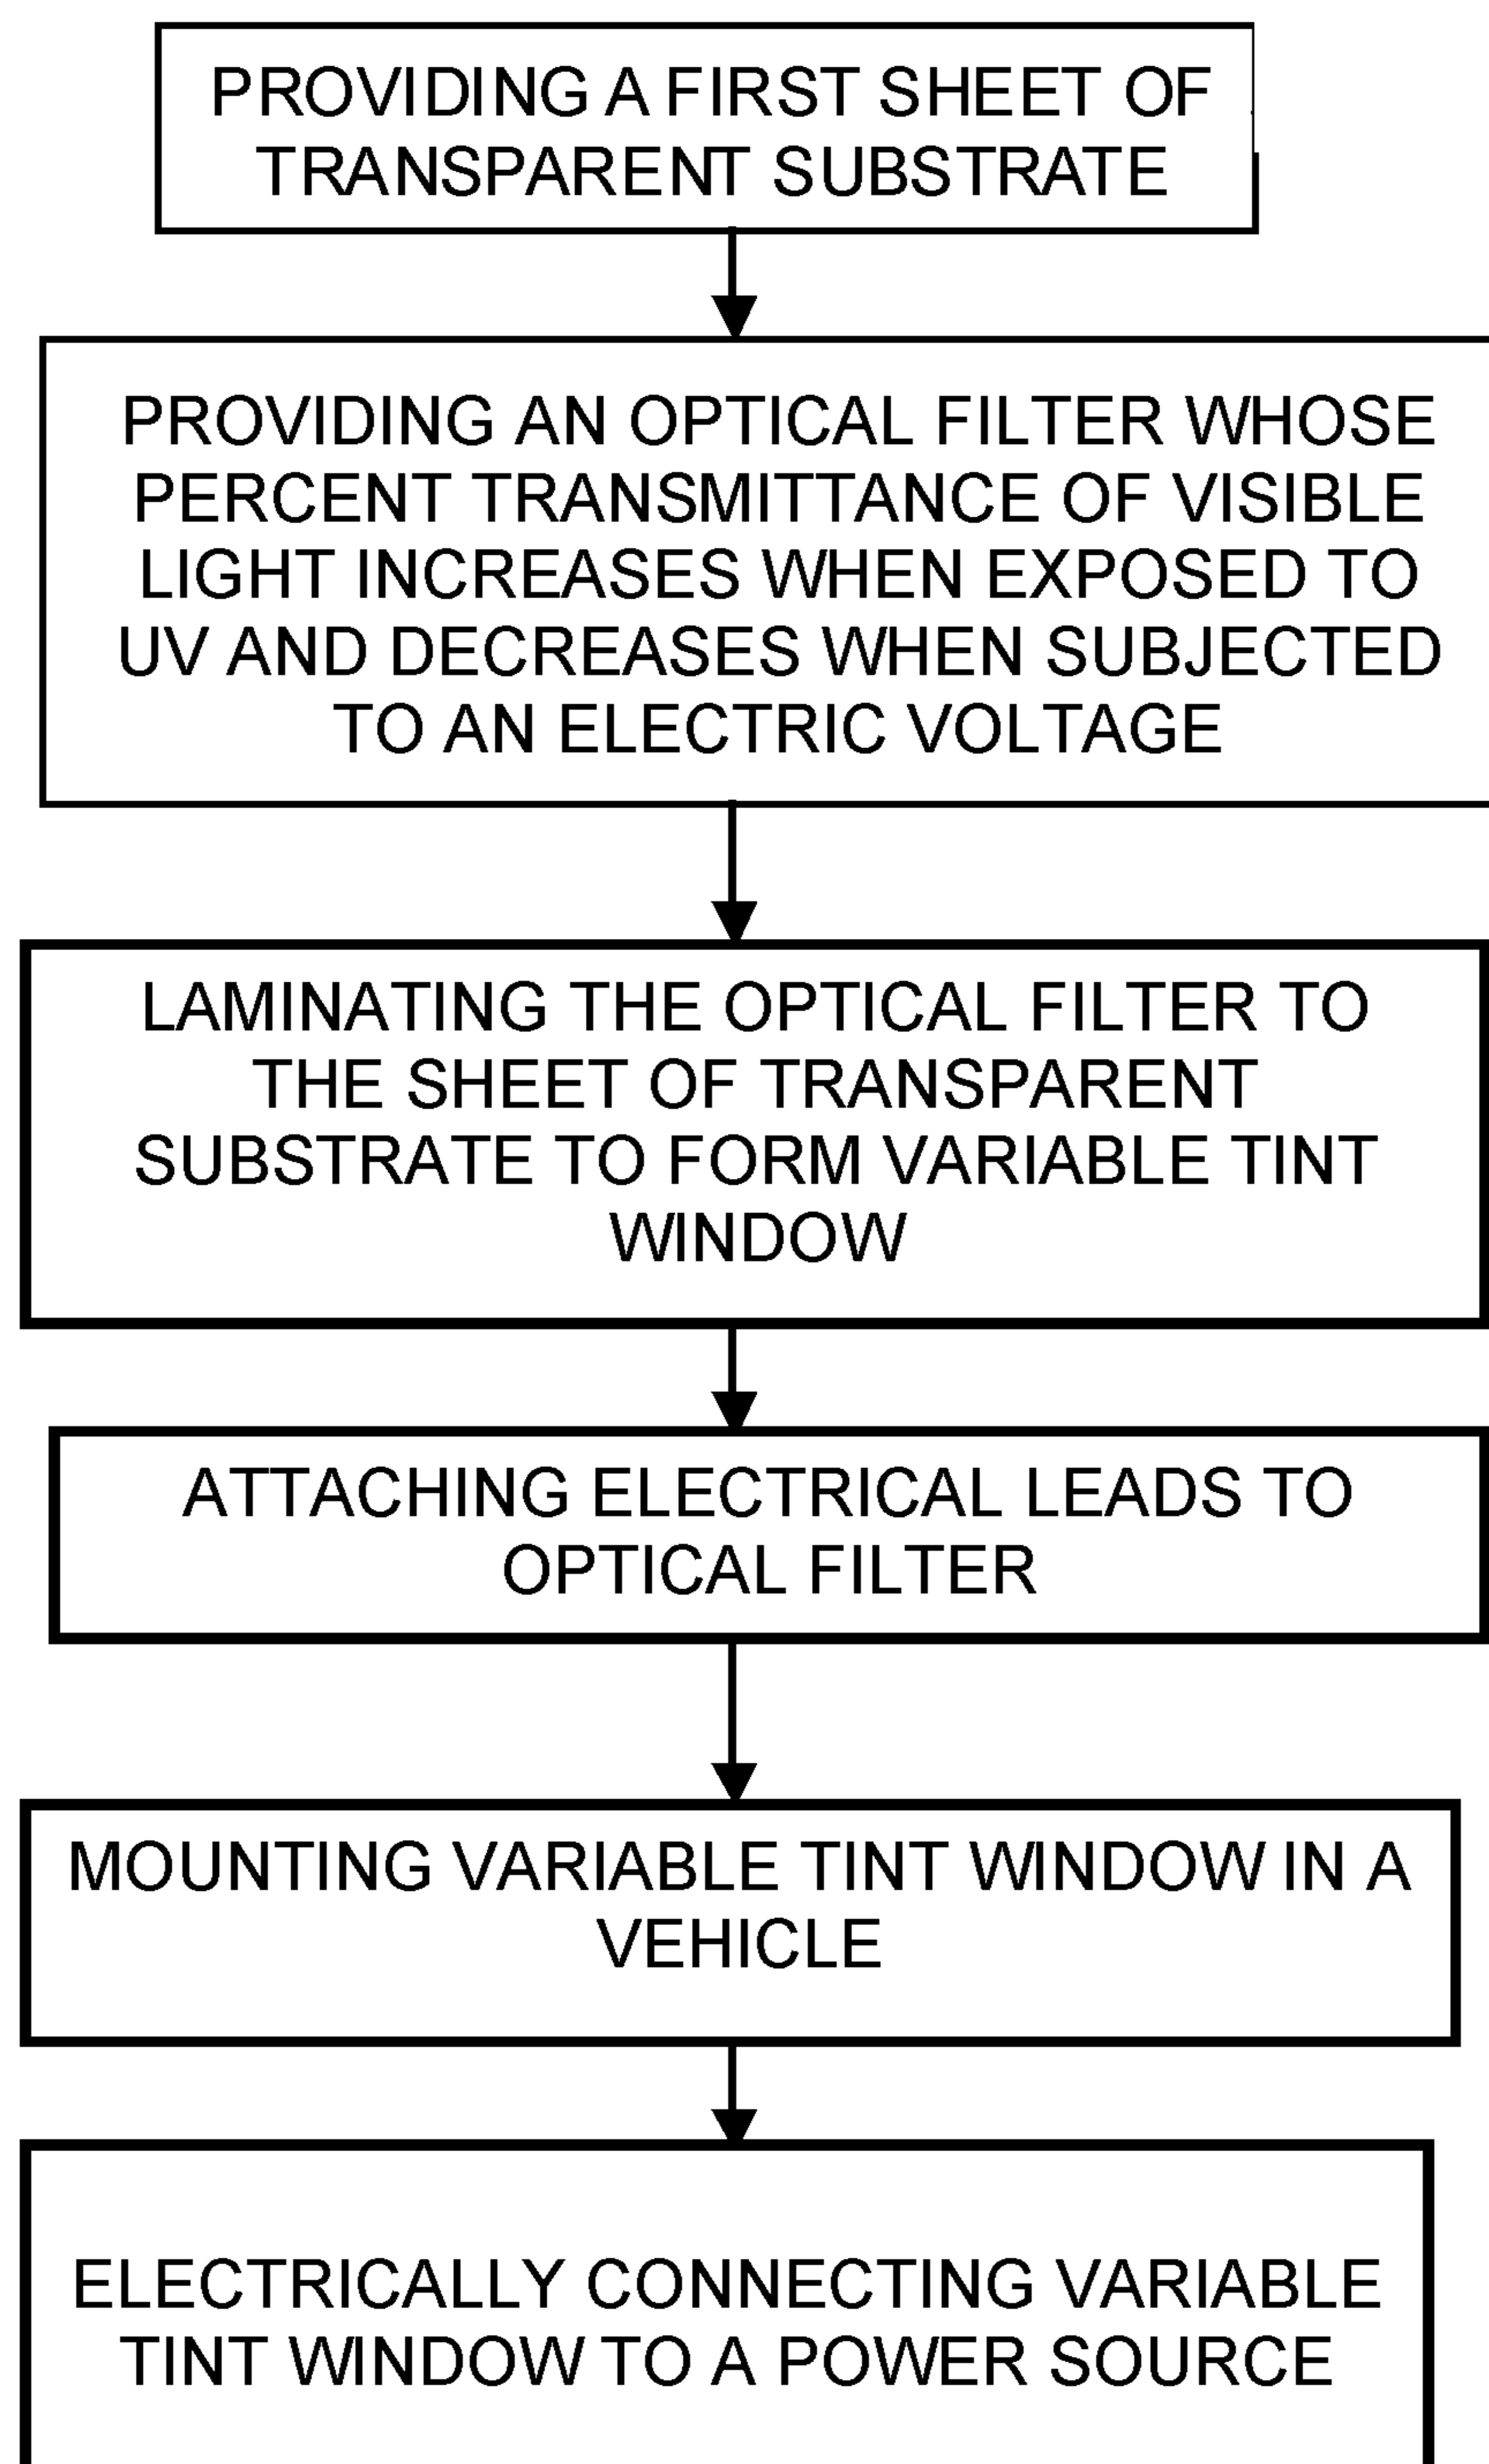 PROVIDING A FIRST SHEET OF
TRANSPARENT SUBSTRATE
PROVIDING AN OPTICAL FILTER WHOSE
PERCENT TRANSMITTANCE OF VISIBLE
LIGHT INCREASES WHEN EXPOSED TO
UV AND DECREASES WHEN SUBJECTED
TO AN ELECTRIC VOLTAGE
LAMINATING THE OPTICAL FILTER TO
THE SHEET OF TRANSPARENT
SUBSTRATE TO FORM VARIABLE TINT
WINDOW
ATTACHING ELECTRICAL LEADS TO
OPTICAL FILTER
MOUNTING VARIABLE TINT WINDOW IN A
VEHICLE
ELECTRICALLY CONNECTING VARIABLE
TINT WINDOW TO A POWER SOURCE